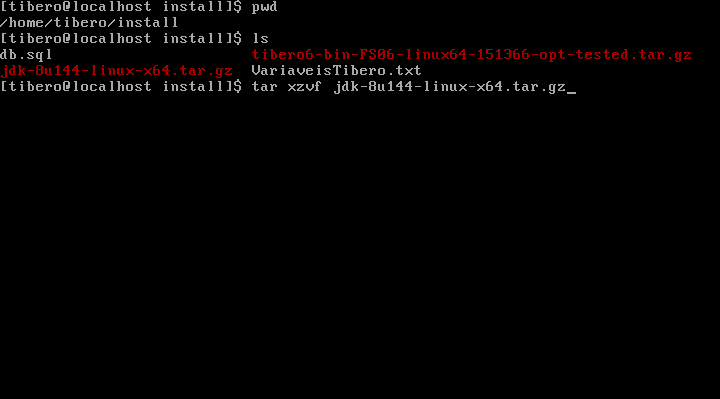 [tibero@localhost install]$ pwd
/home/tibero/install
[tibero@localhost install]$ ls
db.sql tibero6-bin-FS06-linux64-151366-opt-tested.tar.gz
jdk-8u144-linux-x64.tar.gz VariaveisTibero.txt
[tibero@localhost install]$ tar xzvf jdk-8u144-linux-x64.tar.gz_